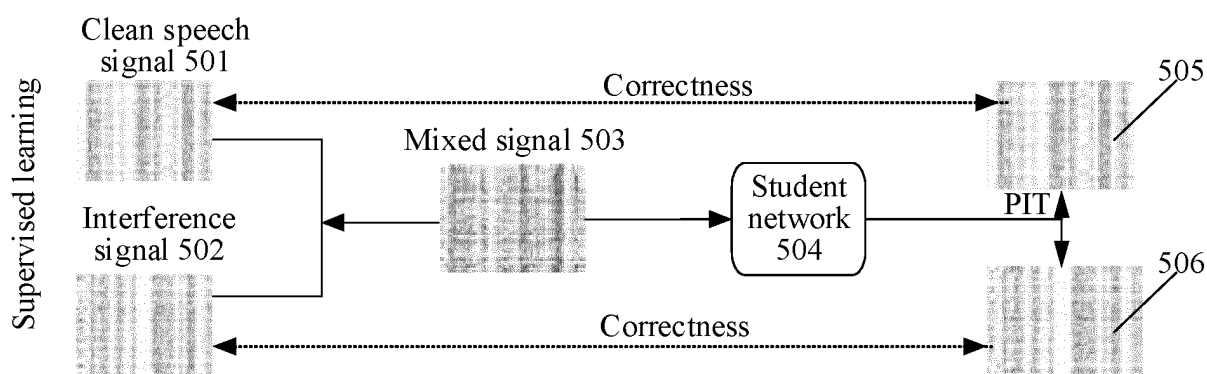 Supervised learning
Clean speech
signal 501
Correctness
505
Mixed signal 503
Student
network
504
PIT
Interference
signal 502
506
Correctness